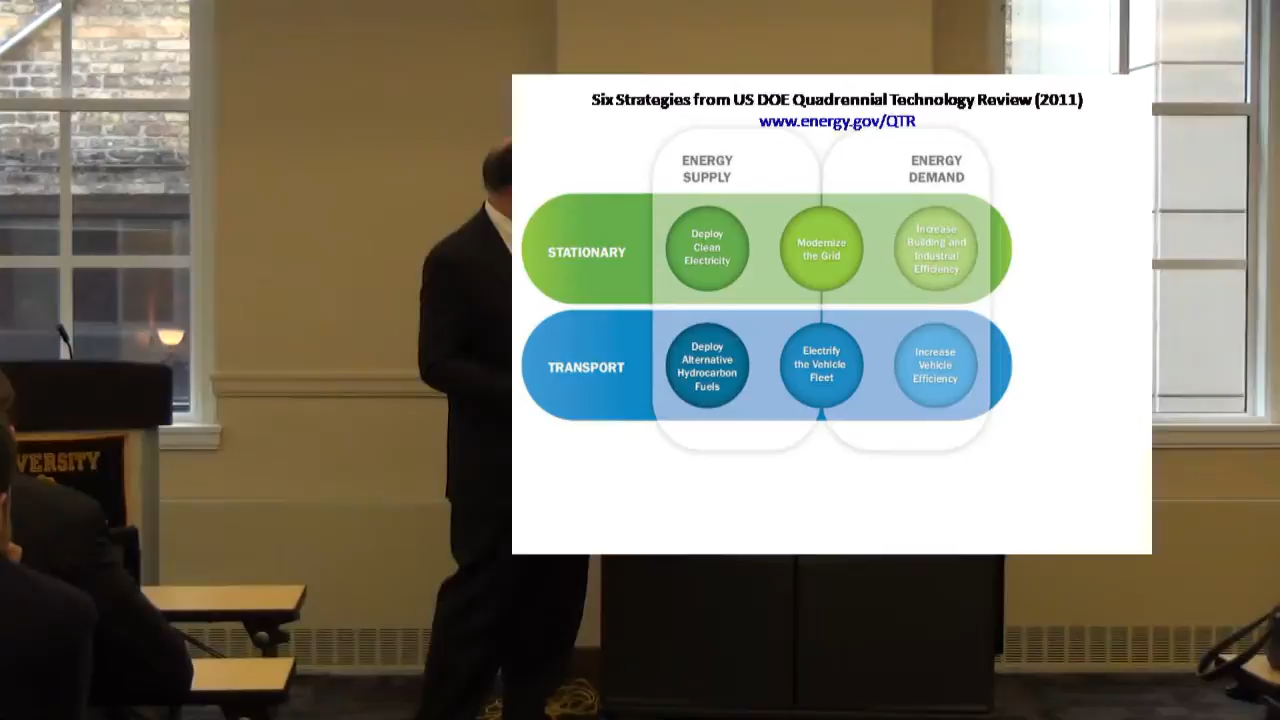 Six Strategies from US DOE Quadrennial Technology Review (2011)
www.energy.gov/QTR
ENERGY
SUPPLY
ENERGY
DEMAND
STATIONARY
Deploy
Clean
Electricity
Modernize
the Grid
Increase
Building and
Industrial
Efficiency
TRANSPORT
Deploy
Alternative
Hydrocarbon
Fuels
Electrify
the Vehicle
Fleet
Increase
Vehicle
Efficiency
VERSITY